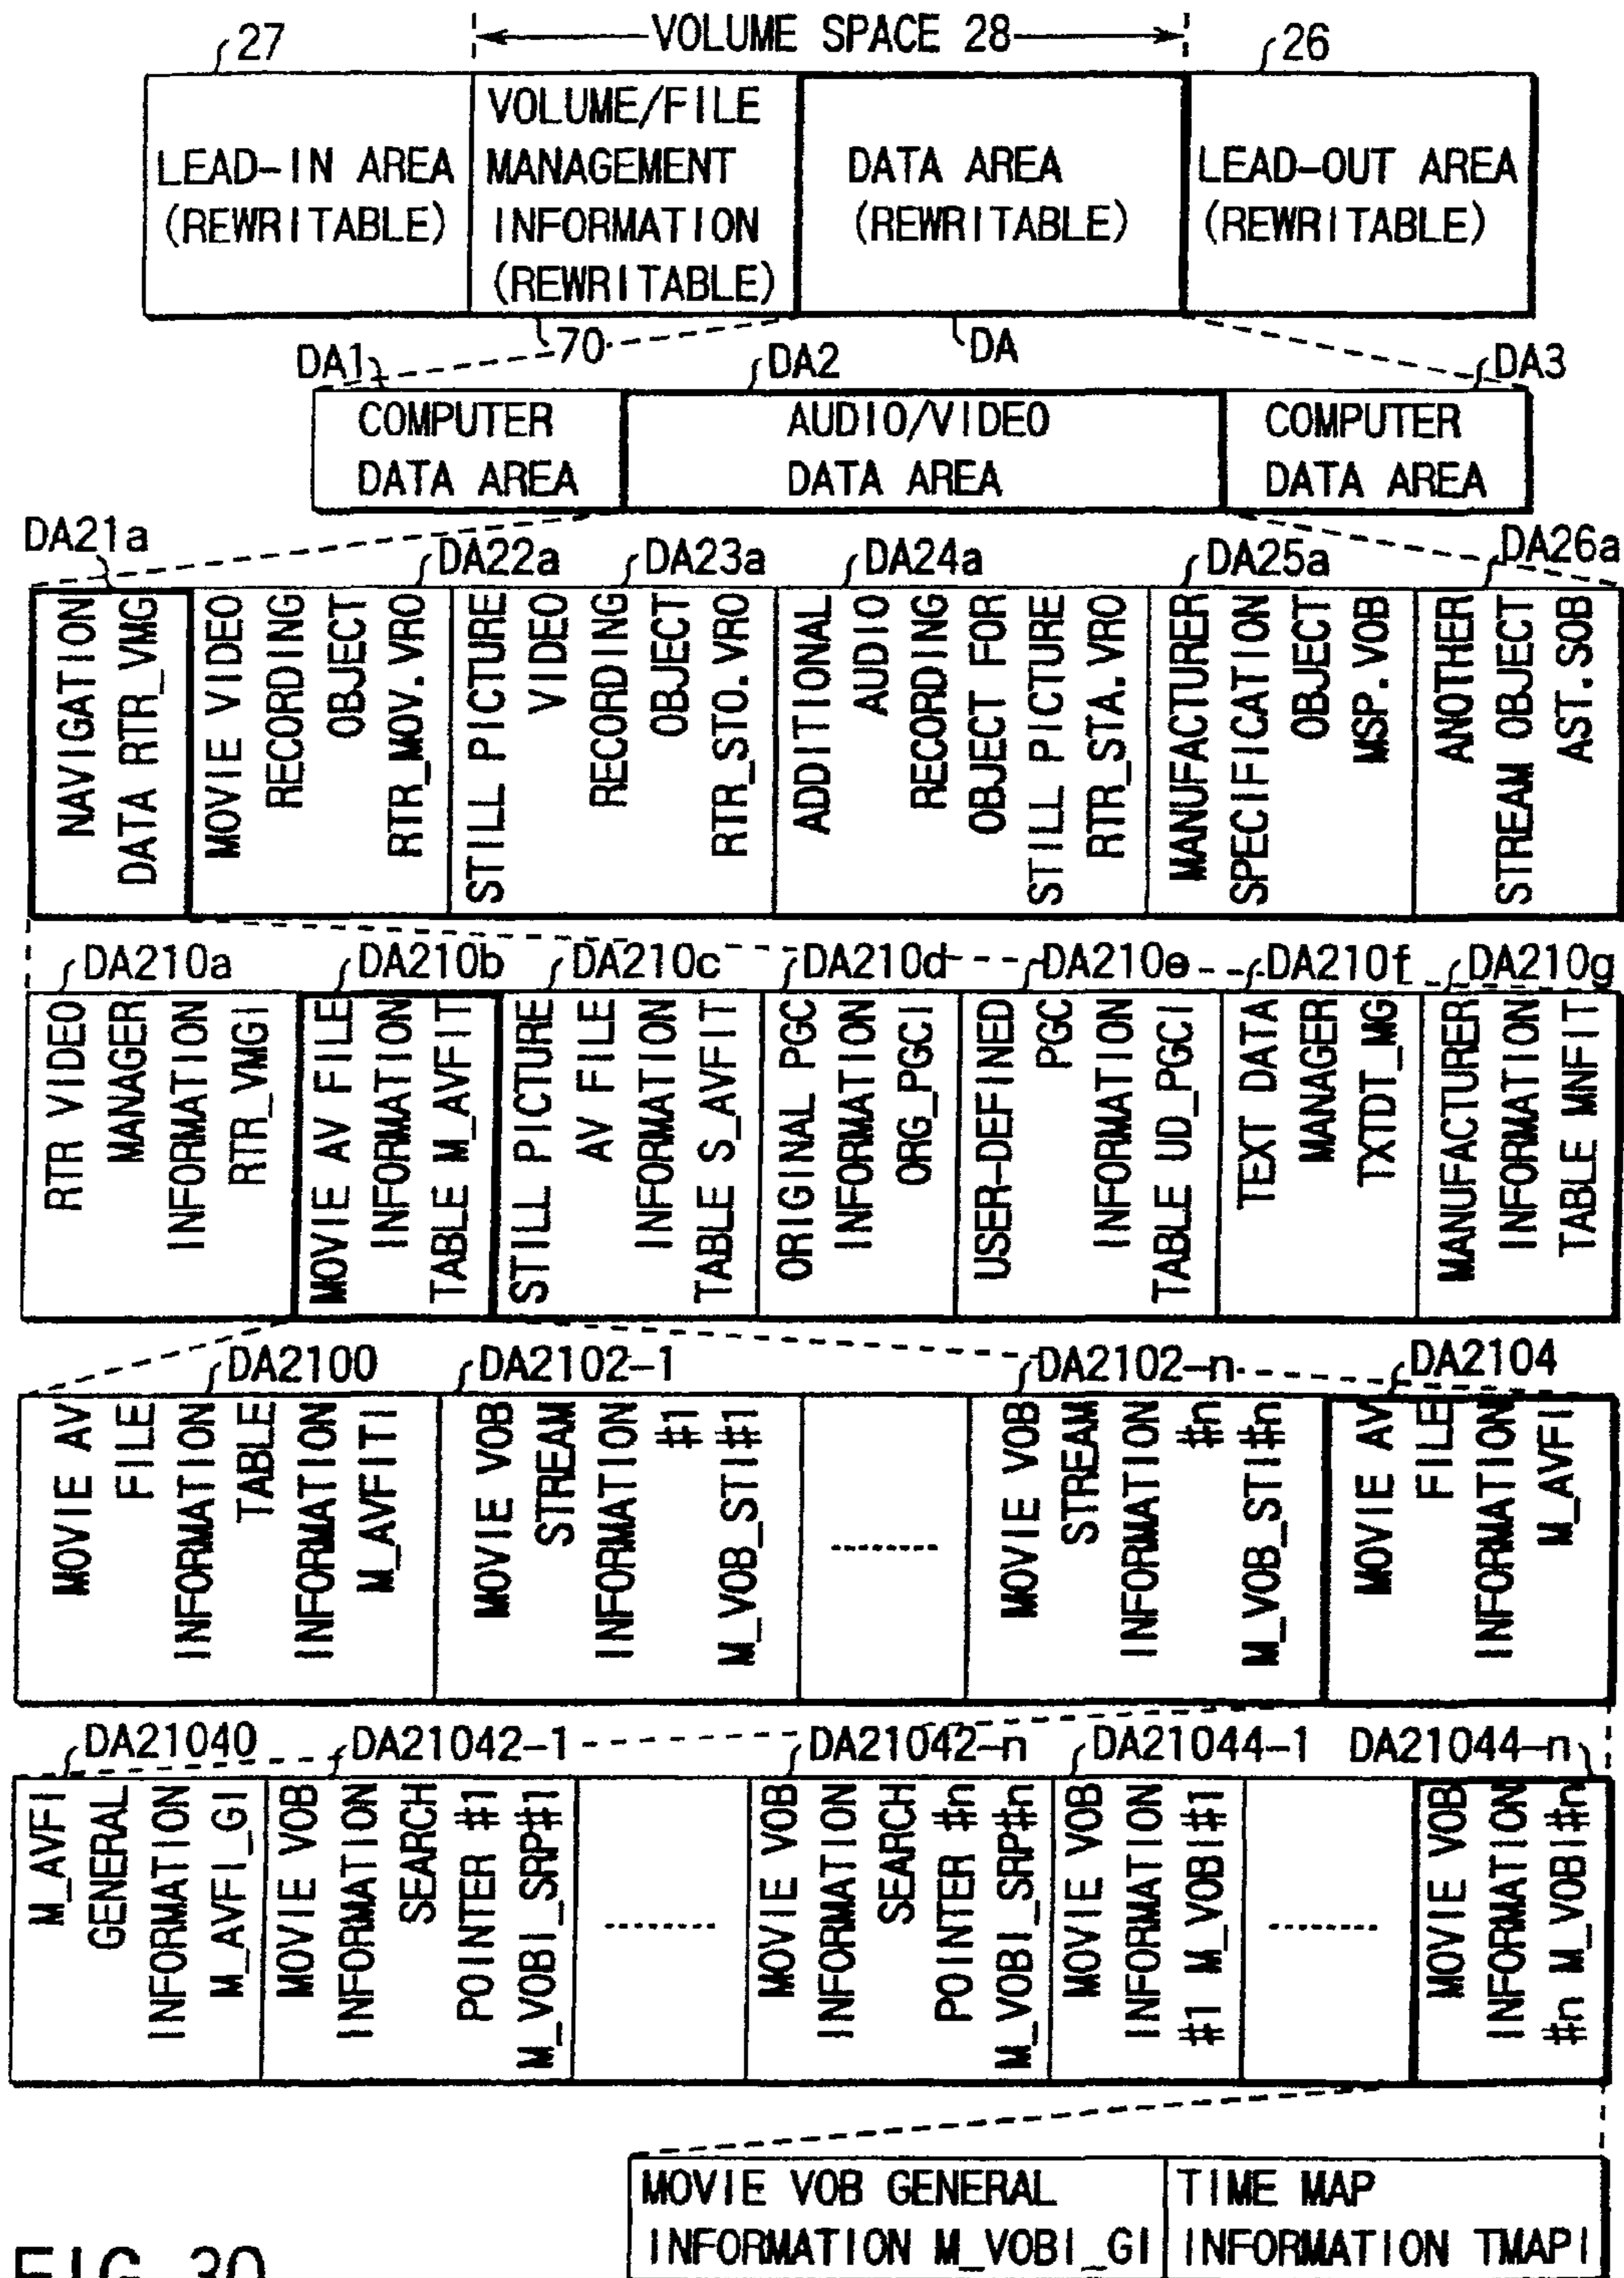 27
VOLUME SPACE 28
26
LEAD-IN AREA
(REWRITABLE)
VOLUME/FILE
MANAGEMENT
INFORMATION
(REWRITABLE)
DATA AREA
(REWRITABLE)
LEAD-OUT AREA
(REWRITABLE)
70
DA
DA1
DA2
DA3
COMPUTER
DATA AREA
AUDIO/VIDEO
DATA AREA
COMPUTER
DATA AREA
DA21a
DA22a
DA23a
DA24a
DA25a
DA26a
NAVIGATION
DATA RTR_VMG
MOVIE VIDEO
RECORDING
OBJECT
RTR_MOV.VRO
STILL PICTURE
VIDEO
RECORDING
OBJECT
RTR_STO.VRO
ADDITIONAL
AUDIO
RECORDING
OBJECT FOR
STILL PICTURE
RTR_STA.VRO
MANUFACTURER
SPECIFICATION
OBJECT
MSP.VOB
ANOTHER
STREAM OBJECT
AST.SOB
DA210a
DA210b
DA210c
DA210d
DA210e
DA210f
DA210g
RTR VIDEO
MANAGER
INFORMATION
RTR_VMGI
MOVIE AV FILE
INFORMATION
TABLE M_AVFIT
STILL PICTURE
AV FILE
INFORMATION
TABLE S_AVFIT
ORIGINAL PGC
INFORMATION
ORG_PGCI
USER-DEFINED
PGC
INFORMATION
TABLE UD_PGCI
TEXT DATA
MANAGER
TXTDT_MG
MANUFACTURER
INFORMATION
TABLE MNFIT
DA2100
DA2102-1
DA2102-n
DA2104
MOVIE AV
FILE
INFORMATION
TABLE
INFORMATION
M_AVFITI
MOVIE VOB
STREAM
INFORMATION
#1
M_VOB_STI#1
MOVIE VOB
STREAM
INFORMATION
#n
M_VOB_STI#n
MOVIE AV
FILE
INFORMATION
M_AVFI
DA21040
DA21042-1
DA21042-n
DA21044-1
DA21044-n
M_AVFI
GENERAL
INFORMATION
M_AVFI_GI
MOVIE VOB
INFORMATION
SEARCH
POINTER #1
M_VOBI_SRP#1
MOVIE VOB
INFORMATION
SEARCH
POINTER #n
M_VOBI_SRP#n
MOVIE VOB
INFORMATION
#1 M_VOBI#1
MOVIE VOB
INFORMATION
#n M_VOBI#n
MOVIE VOB GENERAL
INFORMATION M_VOBI_GI
TIME MAP
INFORMATION TMAPI
FIG. 30